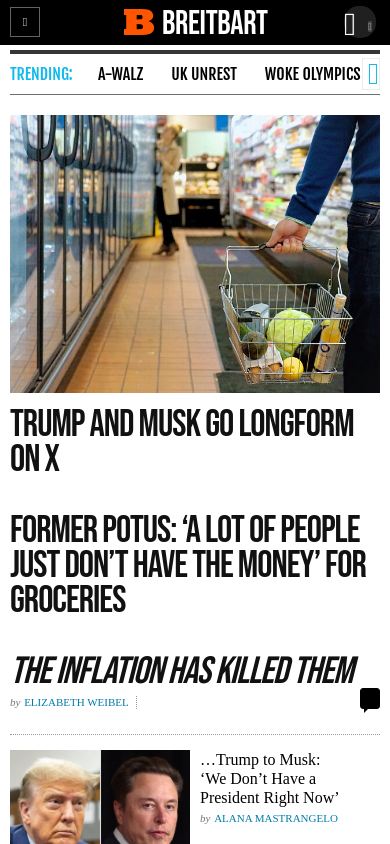 BREITBART
TRENDING: A-WALZ UK UNREST WOKE OLYMPICS
TRUMP AND MUSK GO LONGFORM
ON X
FORMER POTUS: ‘A LOT OF PEOPLE
JUST DON’T HAVE THE MONEY’ FOR
GROCERIES
THE INFLATION HAS KILLED THEM
by ELIZABETH WEIBEL
…Trump to Musk:
‘We Don’t Have a
President Right Now’
by ALANA MASTRANGELO